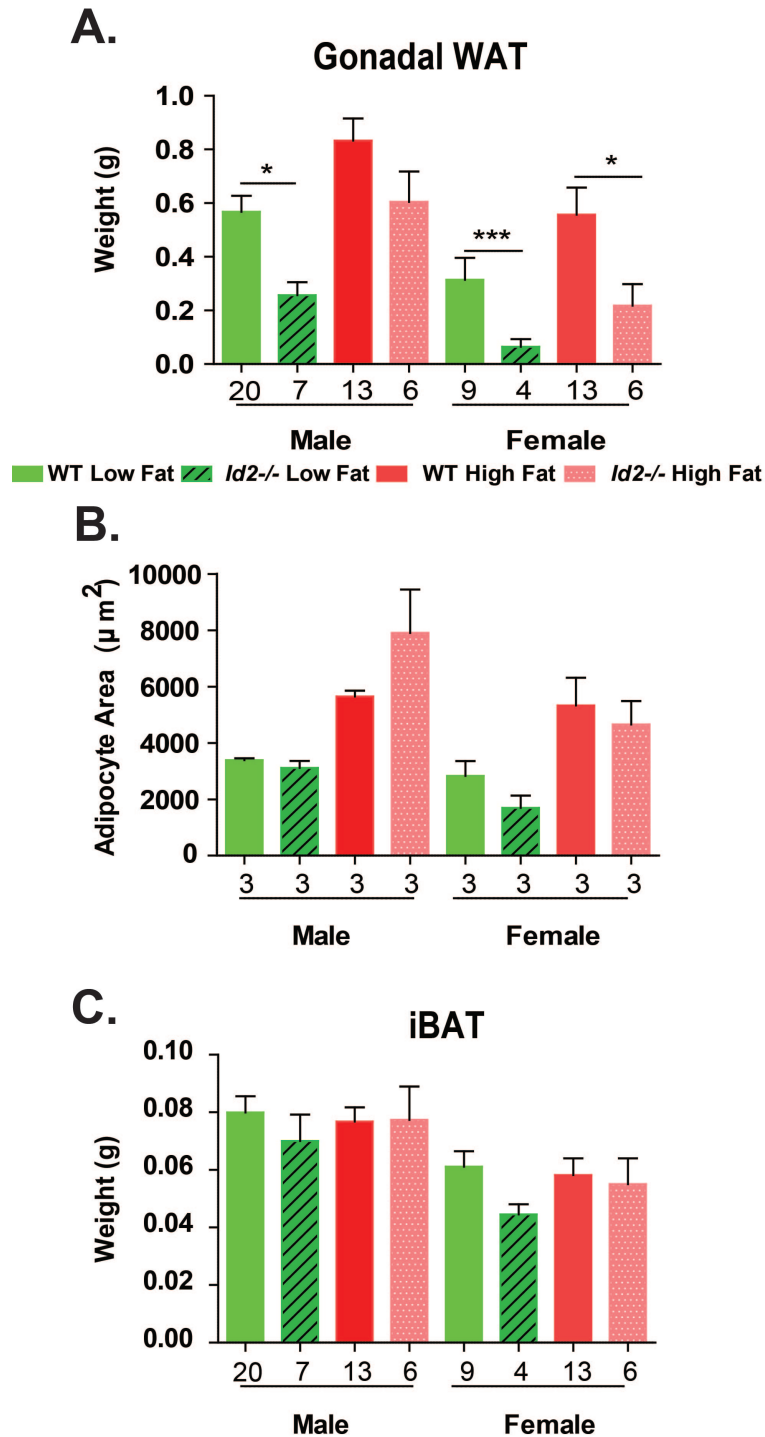 A.
Gonadal WAT
Weight (g)
1.0
0.8
0.6
0.4
0.2
0.0
*
***
*
20 7 13 6 9 4 13 6
Male Female
WT Low Fat Id2-/- Low Fat WT High Fat Id2-/- High Fat
B.
Adipocyte Area (µ m2)
10000
8000
6000
4000
2000
0
3 3 3 3 3 3 3 3
Male Female
C.
iBAT
Weight (g)
0.10
0.08
0.06
0.04
0.02
0.00
20 7 13 6 9 4 13 6
Male Female